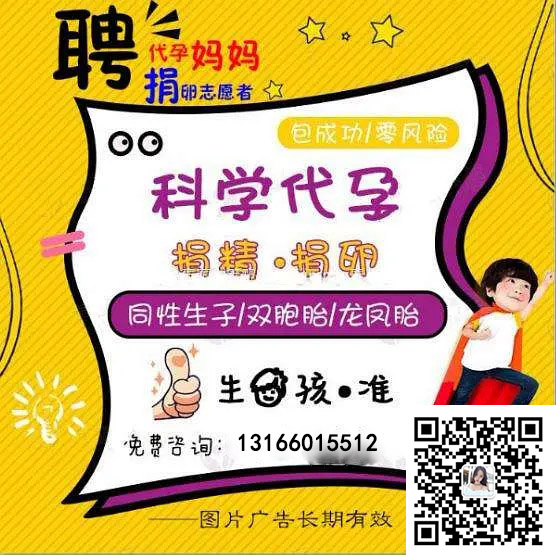 聘代孕妈妈
捐卵志愿者
包成功/零风险
科学代孕
捐精·捐卵
同性生子/双胞胎/龙凤胎
生男孩·准
免费咨询：13166015512
——图片广告长期有效